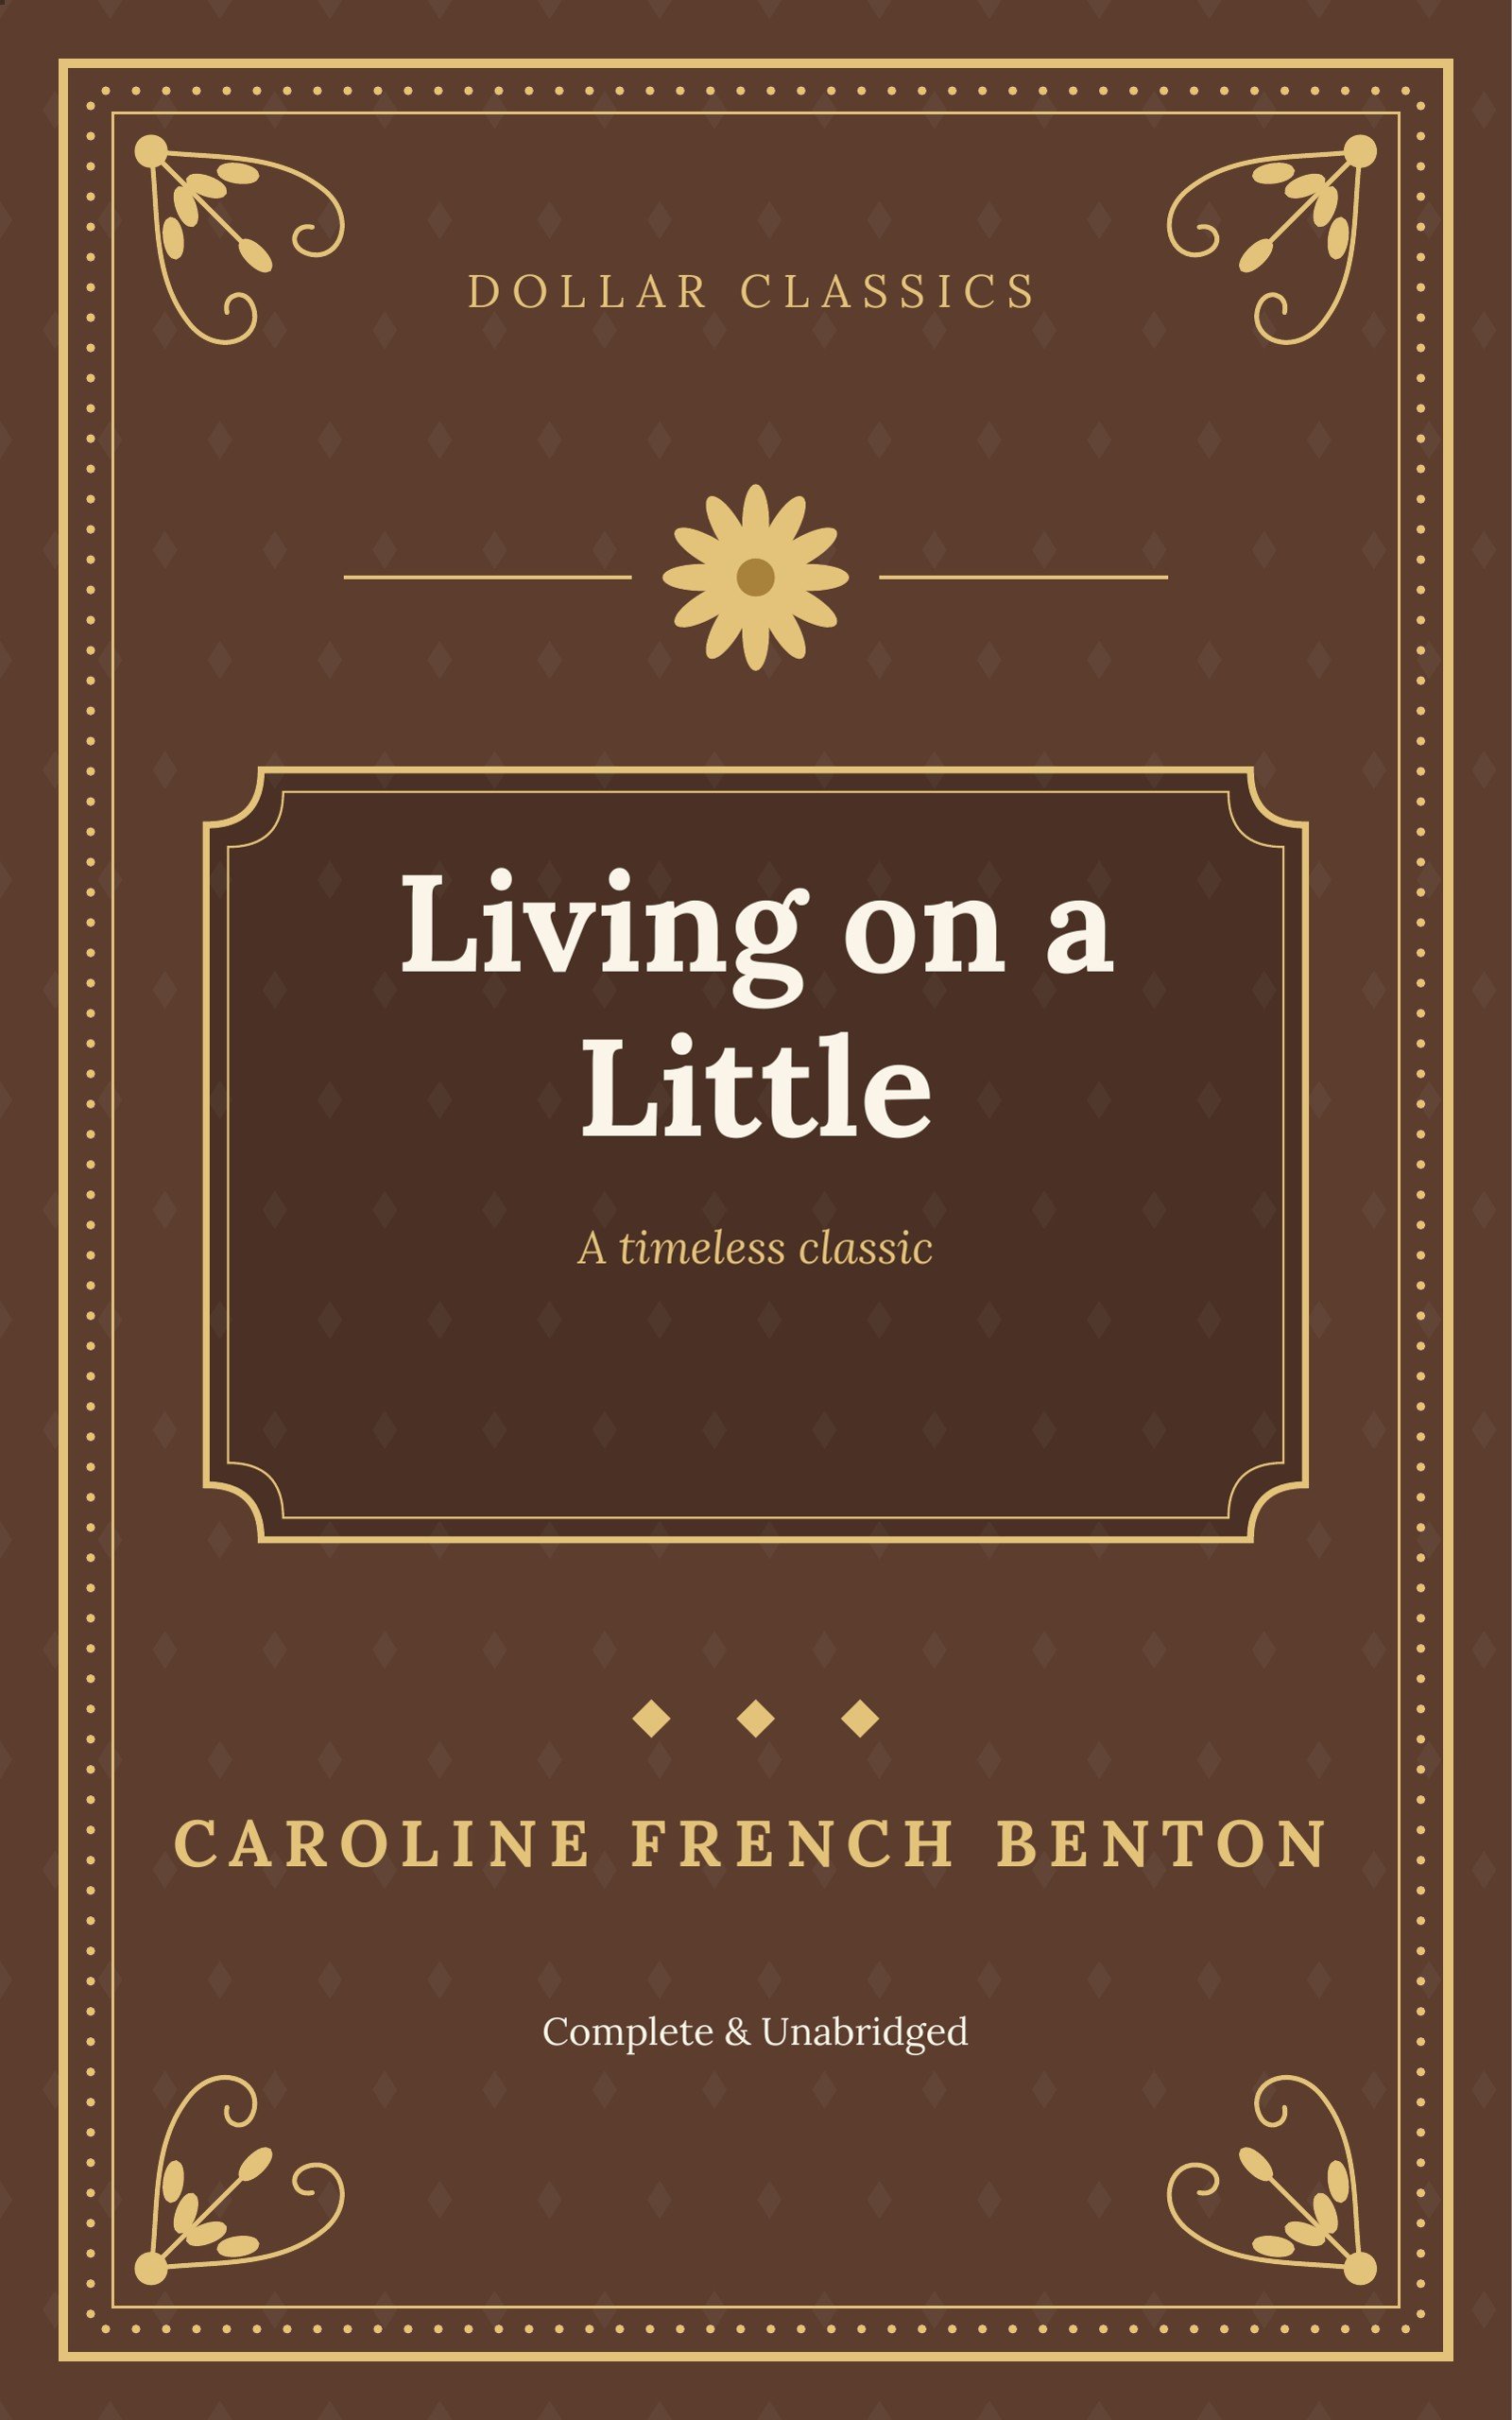 DOLLAR CLASSICS
Living on a
Little
A timeless classic
CAROLINE FRENCH BENTON
Complete & Unabridged